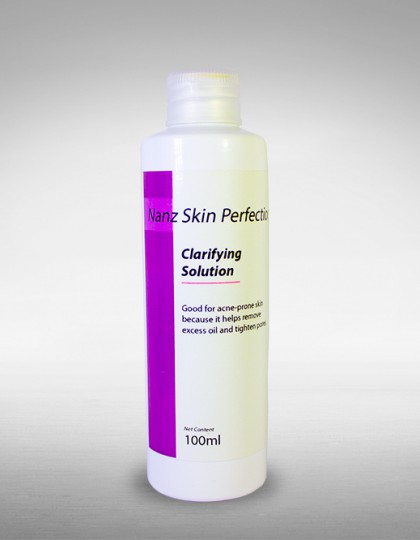 Nanz Skin Perfectio
Clarifying
Solution
Good for acne-prone skin
because it helps remove
excess oil and tighten pores
Net Content
100ml